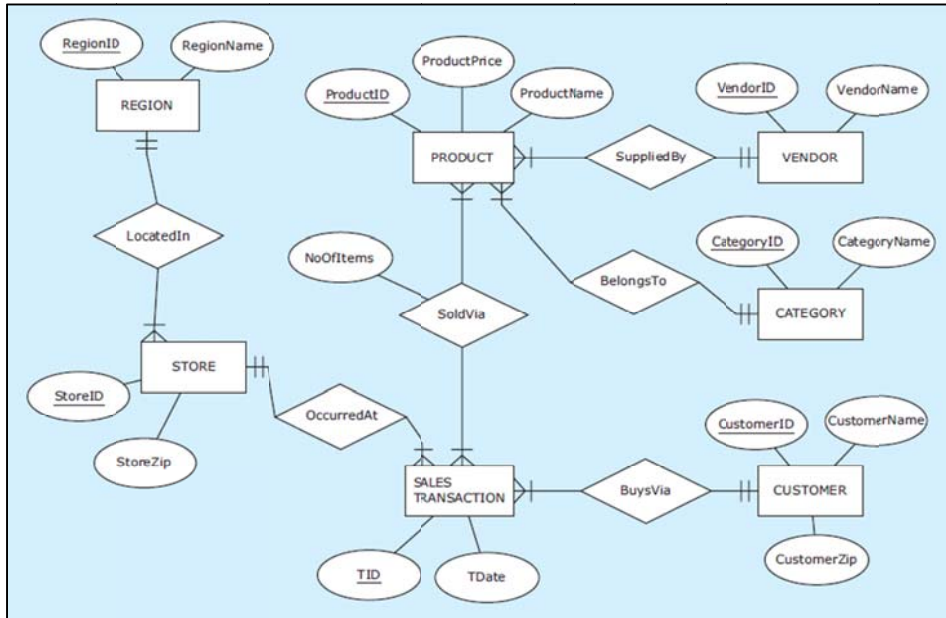 RegionID
RegionName
REGION
LocatedIn
STORE
StoreID
StoreZip
ProductPrice
ProductID
ProductName
PRODUCT
SuppliedBy
VendorID
VendorName
VENDOR
NoOfItems
SoldVia
BelongsTo
CategoryID
CategoryName
CATEGORY
OccurredAt
SALES
TRANSACTION
TID
TDate
BuysVia
CustomerID
CustomerName
CUSTOMER
CustomerZip